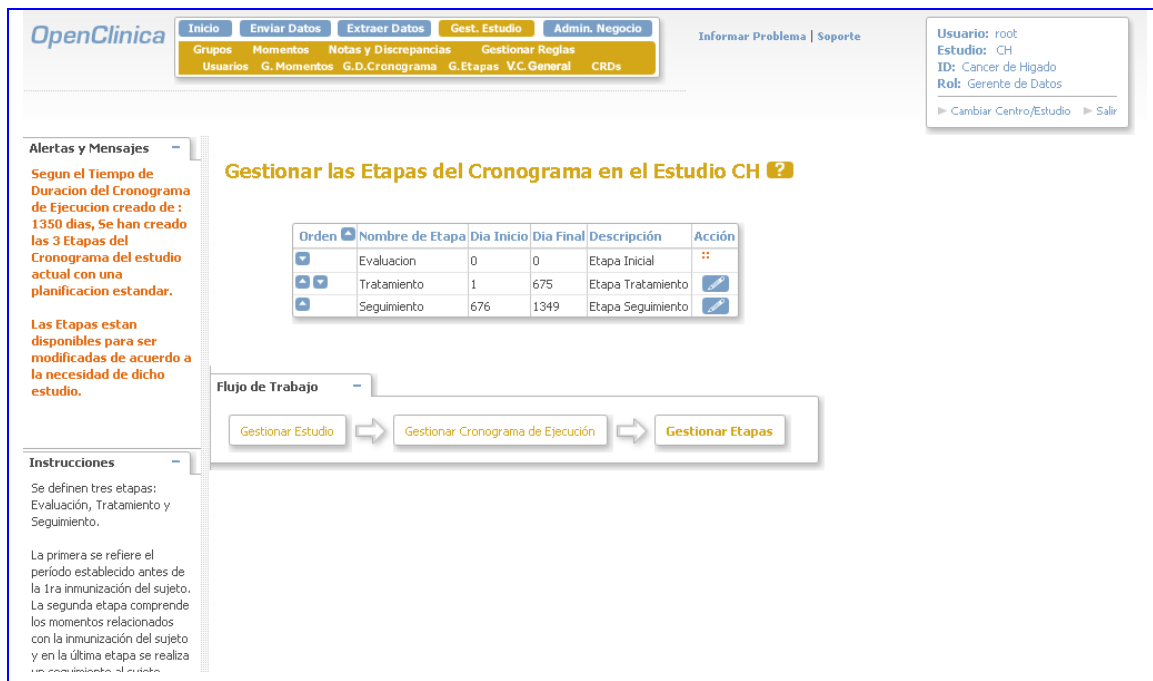 OpenClinica
Inicio Enviar Datos Extraer Datos Gest. Estudio Admin. Negocio
Grupos Momentos Notas y Discrepancias Gestionar Reglas
Usuarios G. Momentos G.D.Cronograma G.Etapas V.C.General CRDs
Informar Problema | Soporte
Usuario: root
Estudio: CH
ID: Cancer de Higado
Rol: Gerente de Datos
Cambiar Centro/Estudio Salir
Alertas y Mensajes
Segun el Tiempo de
Duracion del Cronograma
de Ejecucion creado de :
1350 dias, Se han creado
las 3 Etapas del
Cronograma del estudio
actual con una
planificacion estandar.
Las Etapas estan
disponibles para ser
modificadas de acuerdo a
la necesidad de dicho
estudio.
Instrucciones
Se definen tres etapas:
Evaluación, Tratamiento y
Seguimiento.
La primera se refiere el
período establecido antes de
la 1ra inmunización del sujeto.
La segunda etapa comprende
los momentos relacionados
con la inmunización del sujeto
y en la última etapa se realiza
un seguimiento al sujeto
Gestionar las Etapas del Cronograma en el Estudio CH ?
Orden Nombre de Etapa Dia Inicio Dia Final Descripción Acción
Evaluacion 0 0 Etapa Inicial
Tratamiento 1 675 Etapa Tratamiento
Seguimiento 676 1349 Etapa Seguimiento
Flujo de Trabajo
Gestionar Estudio Gestionar Cronograma de Ejecución Gestionar Etapas